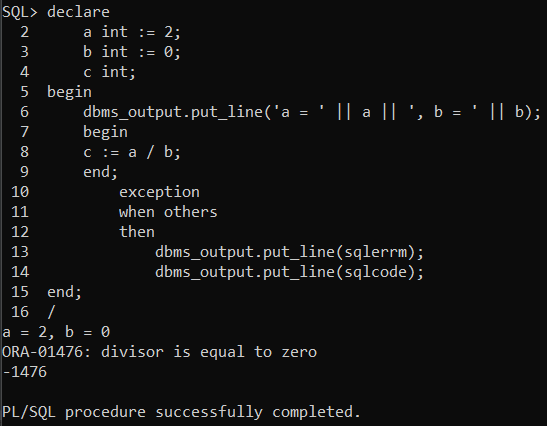 SQL> declare
  2      a int := 2;
  3      b int := 0;
  4      c int;
  5  begin
  6      dbms_output.put_line('a = ' || a || ', b = ' || b);
  7      begin
  8      c := a / b;
  9      end;
 10          exception
 11          when others
 12          then
 13              dbms_output.put_line(sqlerrm);
 14              dbms_output.put_line(sqlcode);
 15  end;
 16  /
a = 2, b = 0
ORA-01476: divisor is equal to zero
-1476

PL/SQL procedure successfully completed.